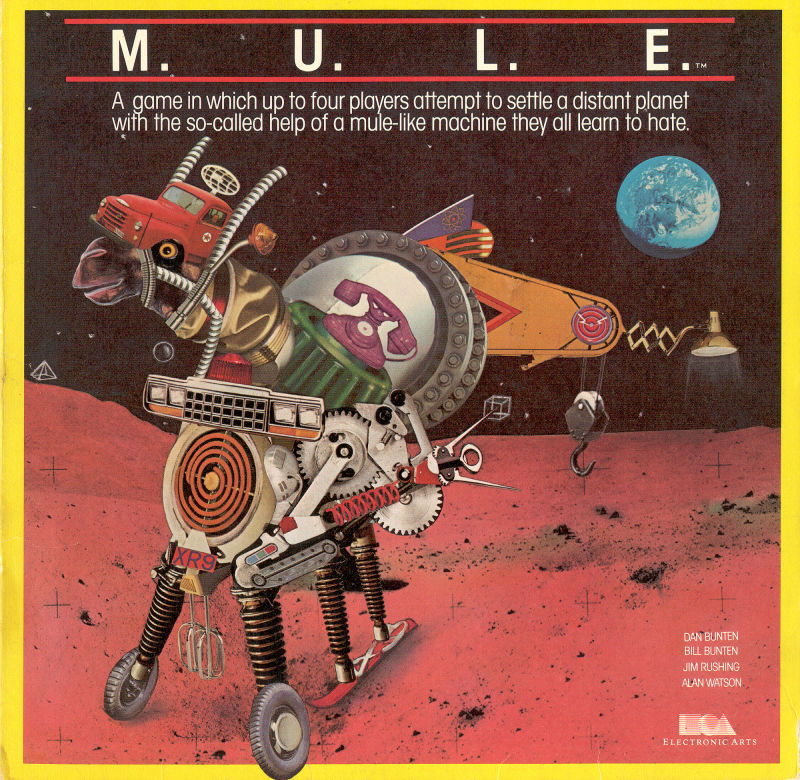 M. U. L. E.™
A game in which up to four players attempt to settle a distant planet
with the so-called help of a mule-like machine they all learn to hate.
XR9
DAN BUNTEN
BILL BUNTEN
JIM RUSHING
ALAN WATSON
ELECTRONIC ARTS